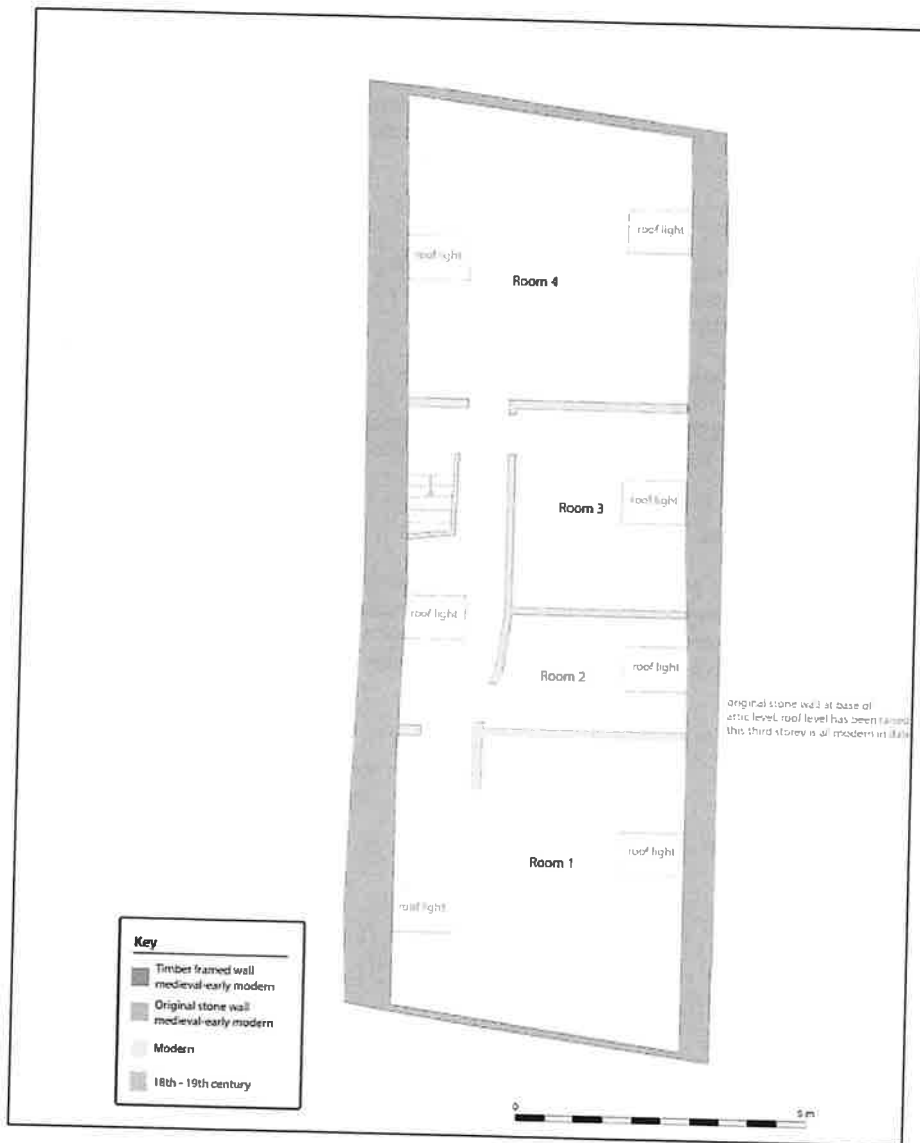 roof light
roof light
Room 4
roof light
Room 3
roof light
roof light
Room 2
original stone wall at base of
attic level, roof level has been raised
this third storey is all modern in date
roof light
Room 1
roof light
Key
Timber framed wall
medieval-early modern
Original stone wall
medieval-early modern
Modern
18th - 19th century
0
5 m